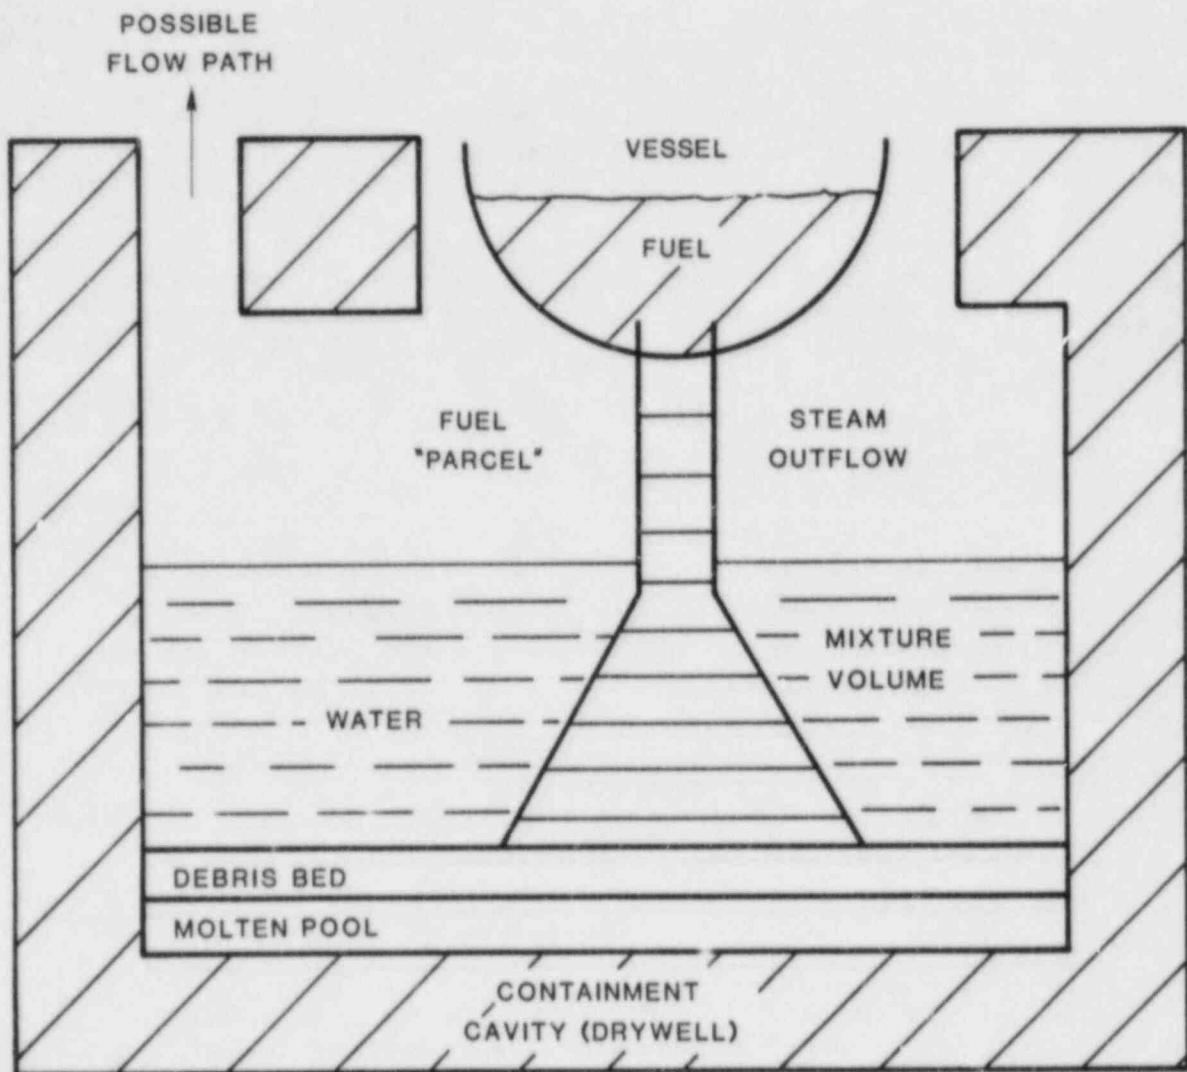 POSSIBLE
FLOW PATH
VESSEL
FUEL
FUEL
"PARCEL"
STEAM
OUTFLOW
MIXTURE
VOLUME
WATER
DEBRIS BED
MOLTEN POOL
CONTAINMENT
CAVITY (DRYWELL)